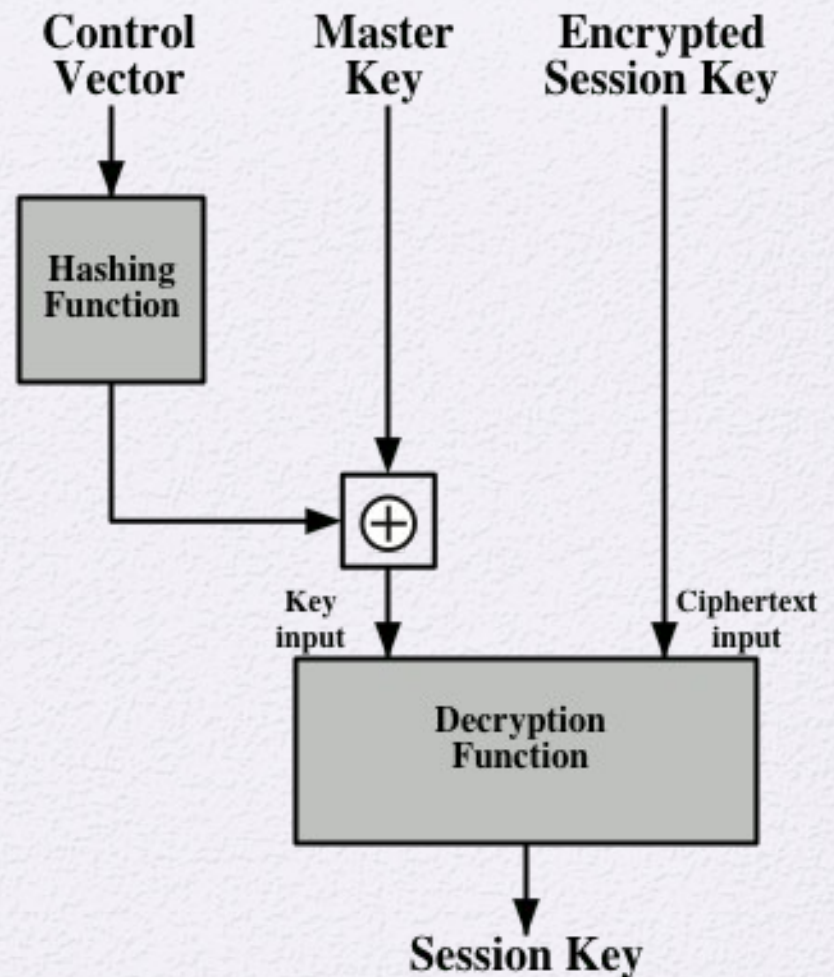 Control
Vector
Master
Key
Encrypted
Session Key
Hashing
Function
Key
input
Ciphertext
input
Decryption
Function
Session Key